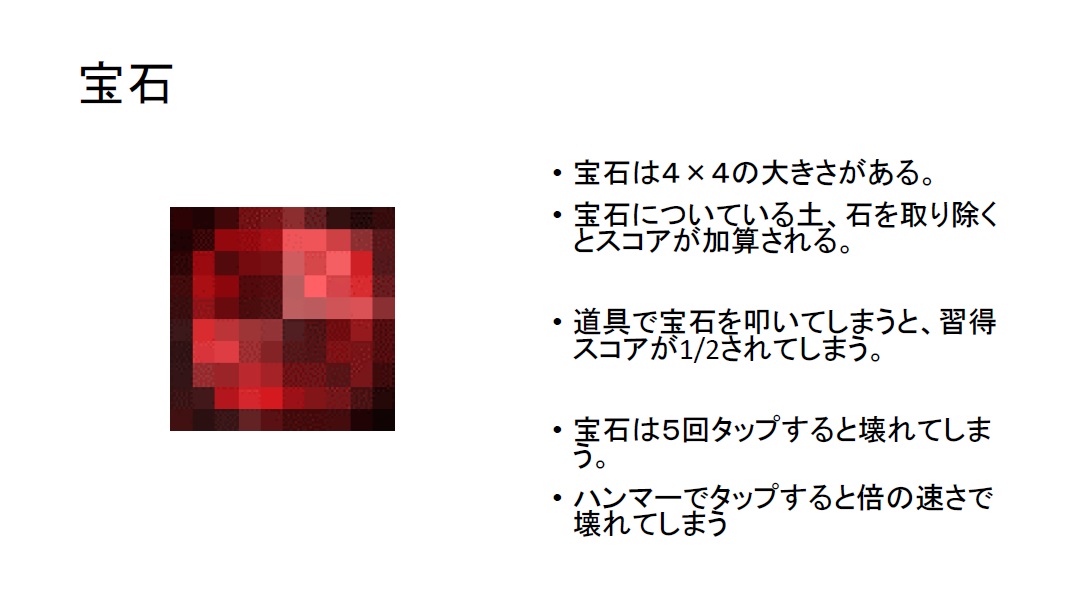 宝石
• 宝石は４×４の大きさがある。
• 宝石についている土、石を取り除く
とスコアが加算される。
• 道具で宝石を叩いてしまうと、習得
スコアが1/2されてしまう。
• 宝石は５回タップすると壊れてしま
う。
• ハンマーでタップすると倍の速さで
壊れてしまう